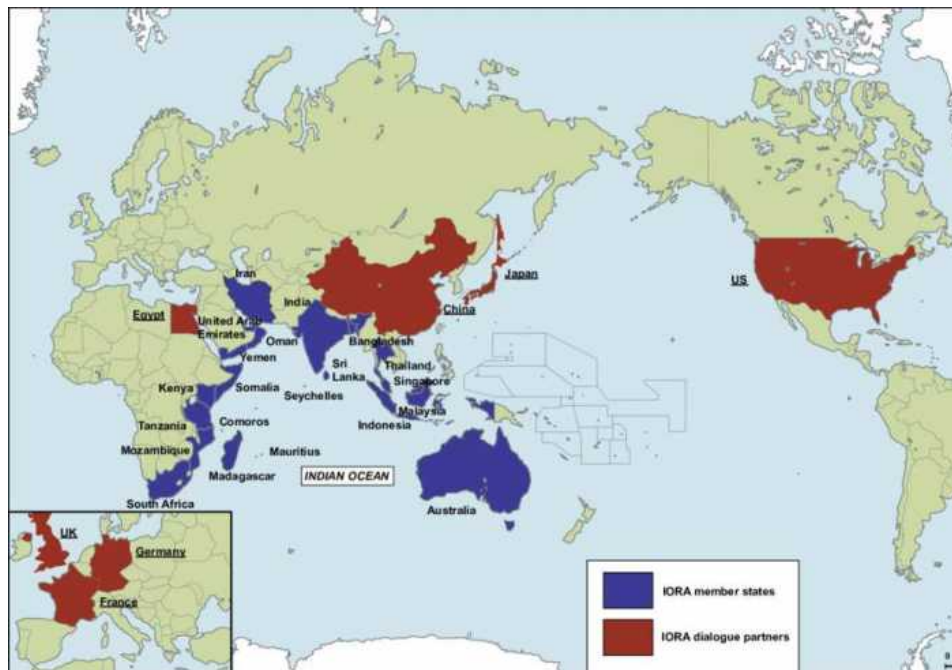 Iran
Japan
US
India
China
Egypt
United Arab
Emirates
Oman
Bangladesh
Yemen
Sri
Lanka
Thailand
Kenya
Somalia
Singapore
Seychelles
Malaysia
Tanzania
Comoros
Indonesia
Mozambique
Mauritius
Madagascar
INDIAN OCEAN
South Africa
Australia
UK
Germany
France
IORA member states
IORA dialogue partners